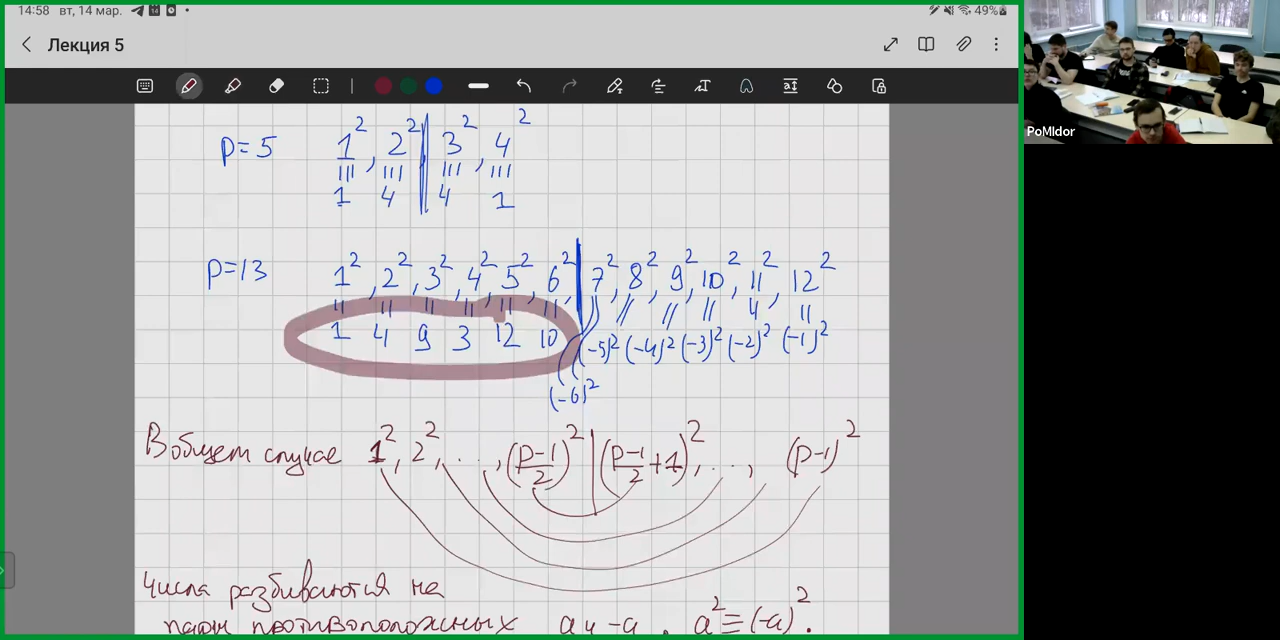 14:58 вт, 14 мар.
49%
Лекция 5
PoMIdor
p=5 1², 2² | 3², 4²
||| ||| ||| |||
1 4 4 1
p=13 1², 2², 3², 4², 5², 6², | 7², 8², 9², 10², 11², 12²
|| || || || || || // // || 4 ||
1 4 9 3 12 10 (-5)² (-4)² (-3)² (-2)² (-1)²
(-6)²
В общем случае 1², 2², ..., (p-1/2)² | (p-1/2+1)², ..., (p-1)²
Числа разбиваются на
пары противоположных a и -a, a² ≡ (-a)².